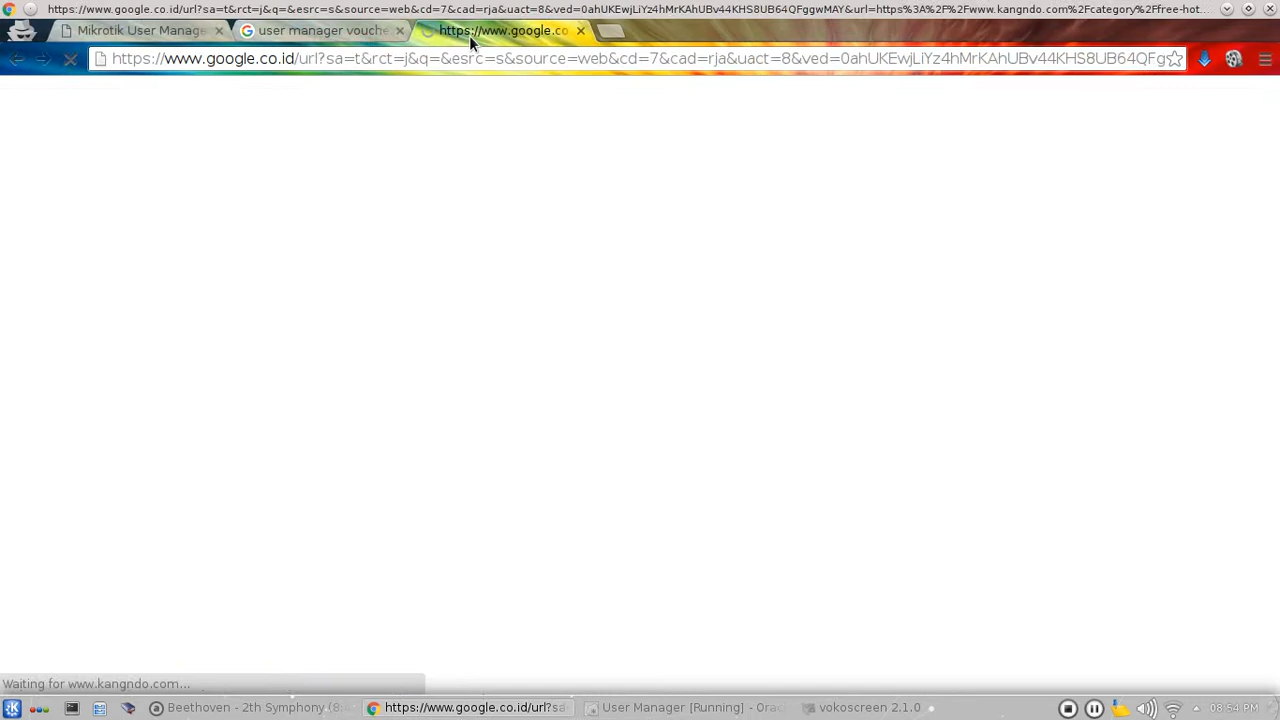 https://www.google.co.id/url?sa=t&rct=j&q=&esrc=s&source=web&cd=7&cad=rja&uact=8&ved=0ahUKEwjLiYz4hMrKAhUBv44KHS8UB64QFggwMAY&url=https%3A%2F%2Fwww.kangndo.com%2Fcategory%2Ffree-hot...
Mikrotik User Manage
user manager vouche
https://www.google.co
https://www.google.co.id/url?sa=t&rct=j&q=&esrc=s&source=web&cd=7&cad=rja&uact=8&ved=0ahUKEwjLiYz4hMrKAhUBv44KHS8UB64QFg
Waiting for www.kangndo.com...
Beethoven - 2th Symphony (8:
https://www.google.co.id/url?sa
User Manager [Running] - Orac
vokoscreen 2.1.0
08:54 PM